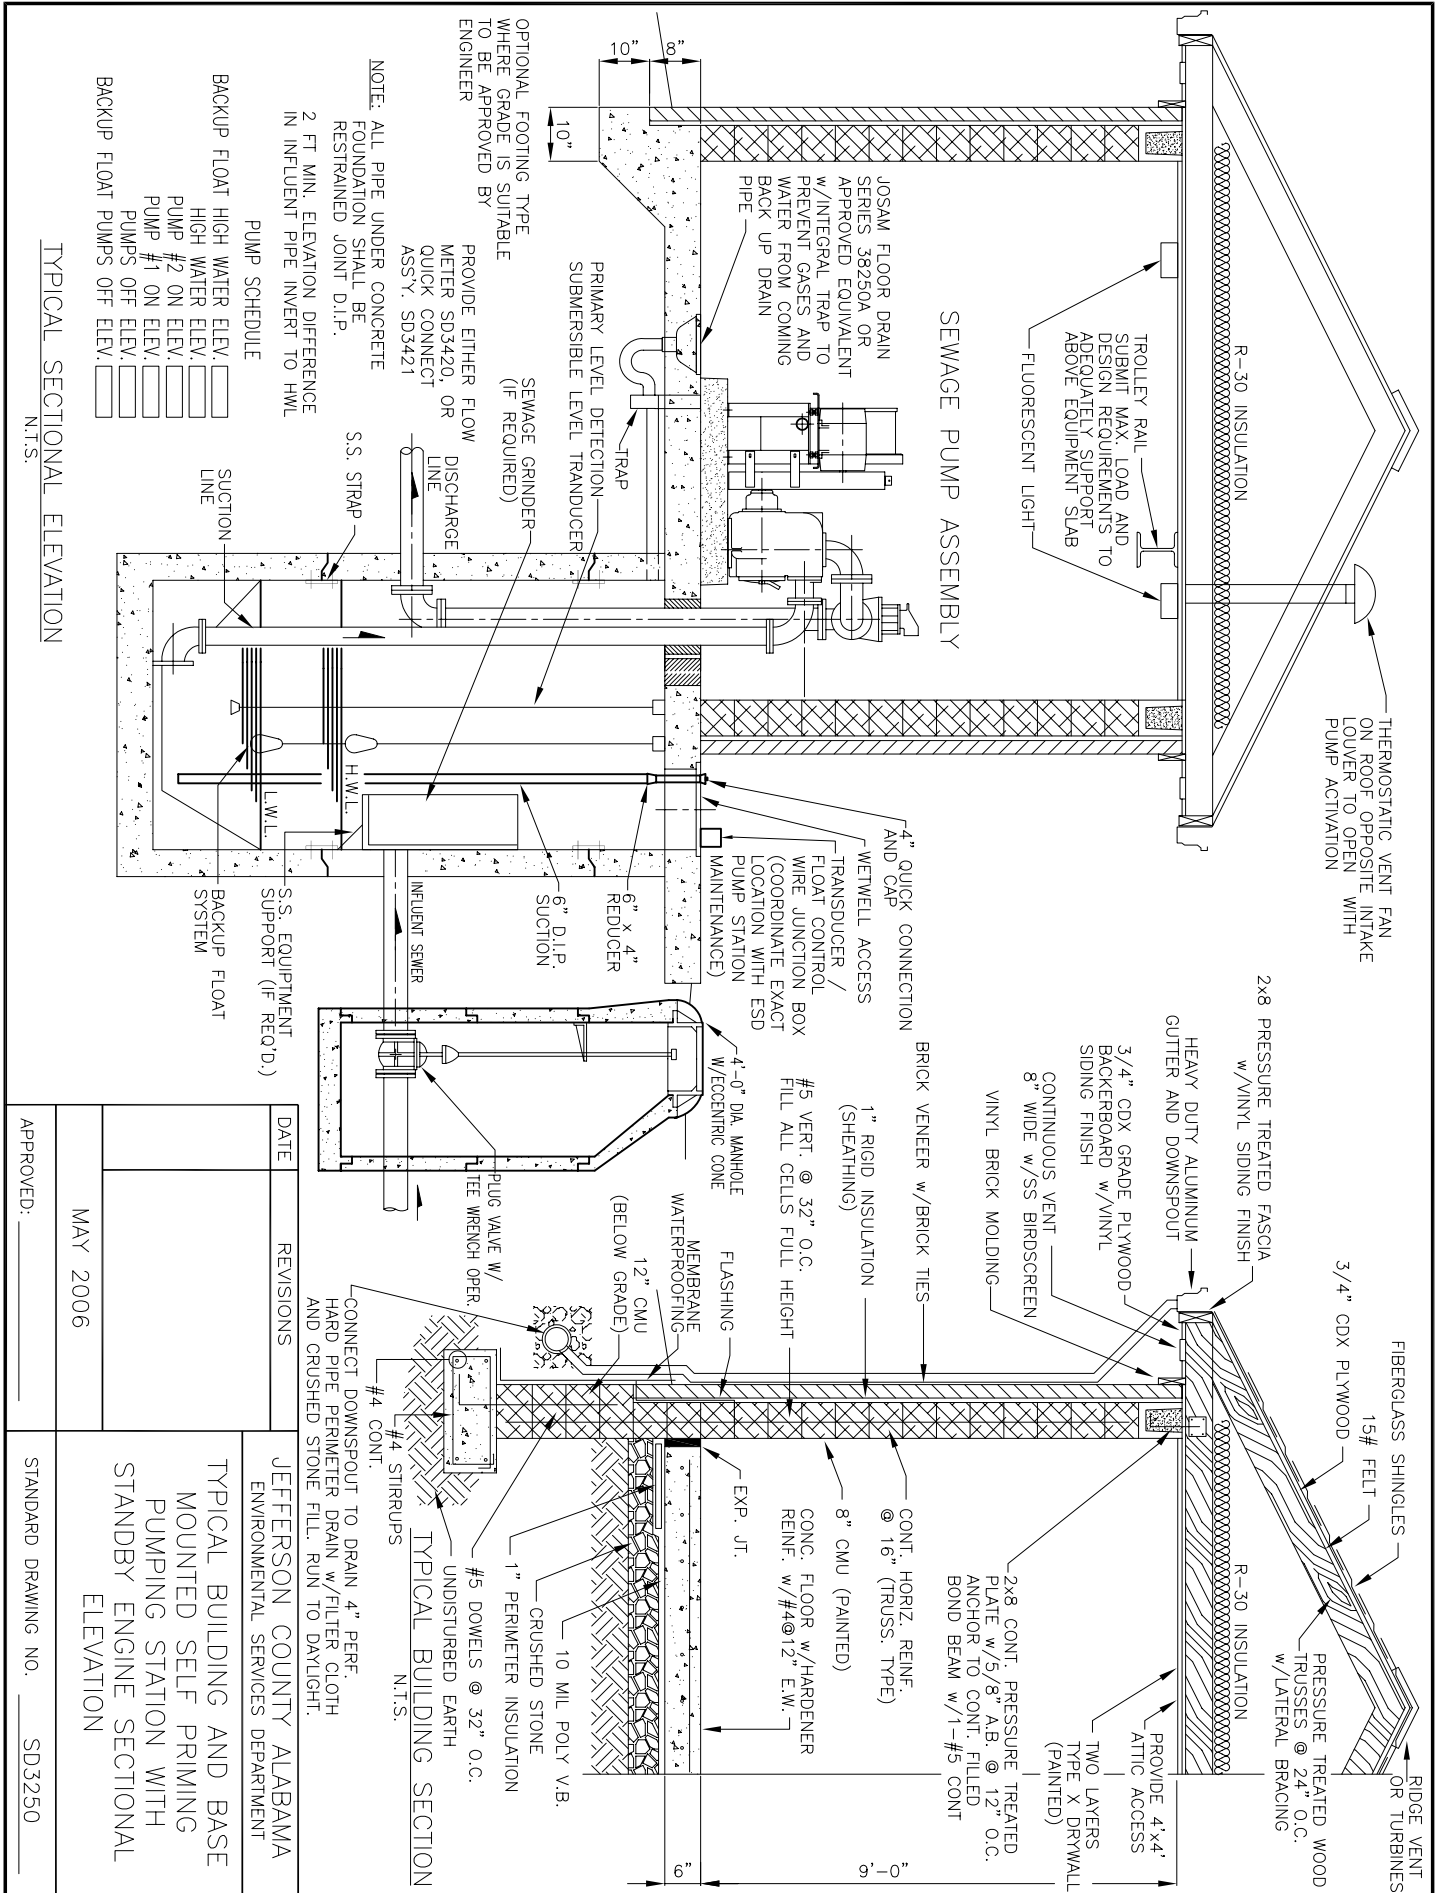 THERMOSTATIC VENT FAN
ON ROOF OPPOSITE INTAKE
LOUVER TO OPEN WITH
PUMP ACTIVATION
R-30 INSULATION
TROLLEY RAIL
SUBMIT MAX. LOAD AND
DESIGN REQUIREMENTS TO
ADEQUATELY SUPPORT
ABOVE EQUIPMENT SLAB
FLUORESCENT LIGHT
SEWAGE PUMP ASSEMBLY
JOSAM FLOOR DRAIN
SERIES 38250A OR
APPROVED EQUIVALENT
w/INTEGRAL TRAP TO
PREVENT GASES AND
WATER FROM COMING
BACK UP DRAIN
PIPE
8"
10"
10"
OPTIONAL FOOTING TYPE
WHERE GRADE IS SUITABLE
TO BE APPROVED BY
ENGINEER
NOTE: ALL PIPE UNDER CONCRETE
FOUNDATION SHALL BE
RESTRAINED JOINT D.I.P.
2 FT MIN. ELEVATION DIFFERENCE
IN INFLUENT PIPE INVERT TO HWL
PUMP SCHEDULE
BACKUP FLOAT HIGH WATER ELEV.
HIGH WATER ELEV.
PUMP #2 ON ELEV.
PUMP #1 ON ELEV.
PUMPS OFF ELEV.
BACKUP FLOAT PUMPS OFF ELEV.
TRAP
PRIMARY LEVEL DETECTION
SUBMERSIBLE LEVEL TRANDUCER
SEWAGE GRINDER
(IF REQUIRED)
PROVIDE EITHER FLOW
METER SD3420, OR
QUICK CONNECT
ASS'Y. SD3421
DISCHARGE
LINE
S.S. STRAP
SUCTION
LINE
H.W.L.
L.W.L.
4" QUICK CONNECTION
AND CAP
WETWELL ACCESS
TRANSDUCER /
FLOAT CONTROL
WIRE JUNCTION BOX
(COORDINATE EXACT
LOCATION WITH ESD
PUMP STATION
MAINTENANCE)
6" x 4"
REDUCER
6" D.I.P.
SUCTION
INFLUENT SEWER
S.S. EQUIPTMENT
SUPPORT (IF REQ'D.)
BACKUP FLOAT
SYSTEM
4'-0" DIA. MANHOLE
W/ECCENTRIC CONE
PLUG VALVE W/
TEE WRENCH OPER.
TYPICAL SECTIONAL ELEVATION
N.T.S.
FIBERGLASS SHINGLES
15# FELT
3/4" CDX PLYWOOD
2x8 PRESSURE TREATED FASCIA
w/VINYL SIDING FINISH
HEAVY DUTY ALUMINUM
GUTTER AND DOWNSPOUT
3/4" CDX GRADE PLYWOOD
BACKERBOARD w/VINYL
SIDING FINISH
CONTINUOUS VENT
8" WIDE w/SS BIRDSCREEN
VINYL BRICK MOLDING
BRICK VENEER w/BRICK TIES
1" RIGID INSULATION
(SHEATHING)
#5 VERT. @ 32" O.C.
FILL ALL CELLS FULL HEIGHT
FLASHING
MEMBRANE
WATERPROOFING
12" CMU
(BELOW GRADE)
CONNECT DOWNSPOUT TO DRAIN 4" PERF.
HARD PIPE PERIMETER DRAIN w/FILTER CLOTH
AND CRUSHED STONE FILL. RUN TO DAYLIGHT.
RIDGE VENT
OR TURBINES
PRESSURE TREATED WOOD
TRUSSES @ 24" O.C.
w/LATERAL BRACING
R-30 INSULATION
PROVIDE 4'x4'
ATTIC ACCESS
TWO LAYERS
TYPE X DRYWALL
(PAINTED)
2x8 CONT. PRESSURE TREATED
PLATE w/5/8" A.B. @ 12" O.C.
ANCHOR TO CONT. FILLED
BOND BEAM w/1-#5 CONT
CONT. HORIZ. REINF.
@ 16" (TRUSS. TYPE)
8" CMU (PAINTED)
CONC. FLOOR w/HARDENER
REINF. w/#4@12" E.W.
EXP. JT.
9'-0"
6"
10 MIL POLY V.B.
CRUSHED STONE
1" PERIMETER INSULATION
#5 DOWELS @ 32" O.C.
UNDISTURBED EARTH
#4 STIRRUPS
#4 CONT.
TYPICAL BUILDING SECTION
N.T.S.
DATE
REVISIONS
MAY 2006
APPROVED:
JEFFERSON COUNTY ALABAMA
ENVIRONMENTAL SERVICES DEPARTMENT
TYPICAL BUILDING AND BASE
MOUNTED SELF PRIMING
PUMPING STATION WITH
STANDBY ENGINE SECTIONAL
ELEVATION
STANDARD DRAWING NO. SD3250